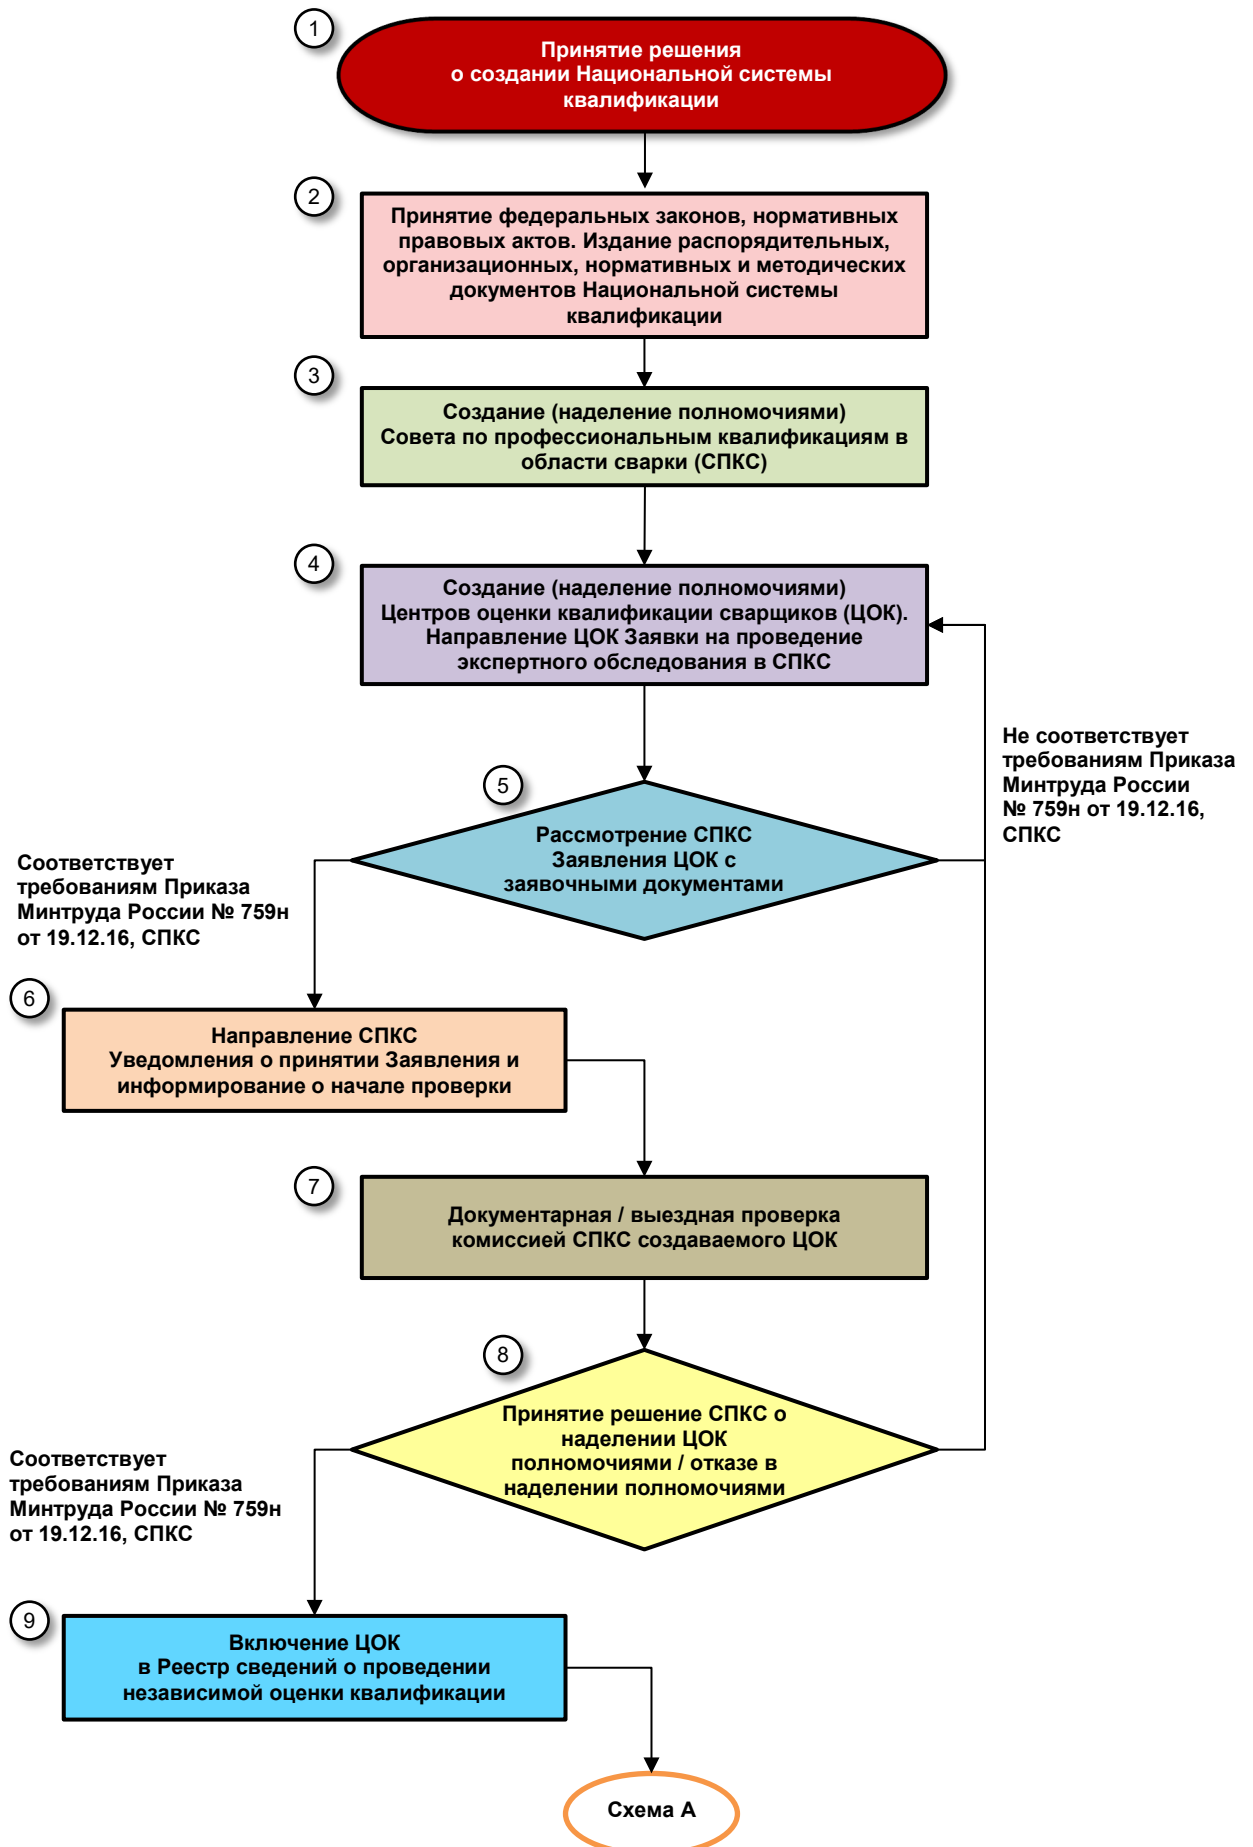 1
Принятие решения
о создании Национальной системы
квалификации
2
Принятие федеральных законов, нормативных
правовых актов. Издание распорядительных,
организационных, нормативных и методических
документов Национальной системы
квалификации
3
Создание (наделение полномочиями)
Совета по профессиональным квалификациям в
области сварки (СПКС)
4
Создание (наделение полномочиями)
Центров оценки квалификации сварщиков (ЦОК).
Направление ЦОК Заявки на проведение
экспертного обследования в СПКС
Не соответствует
требованиям Приказа
Минтруда России
№ 759н от 19.12.16,
СПКС
5
Рассмотрение СПКС
Заявления ЦОК с
заявочными документами
Соответствует
требованиям Приказа
Минтруда России № 759н
от 19.12.16, СПКС
6
Направление СПКС
Уведомления о принятии Заявления и
информирование о начале проверки
7
Документарная / выездная проверка
комиссией СПКС создаваемого ЦОК
8
Принятие решение СПКС о
наделении ЦОК
полномочиями / отказе в
наделении полномочиями
Соответствует
требованиям Приказа
Минтруда России № 759н
от 19.12.16, СПКС
9
Включение ЦОК
в Реестр сведений о проведении
независимой оценки квалификации
Схема А